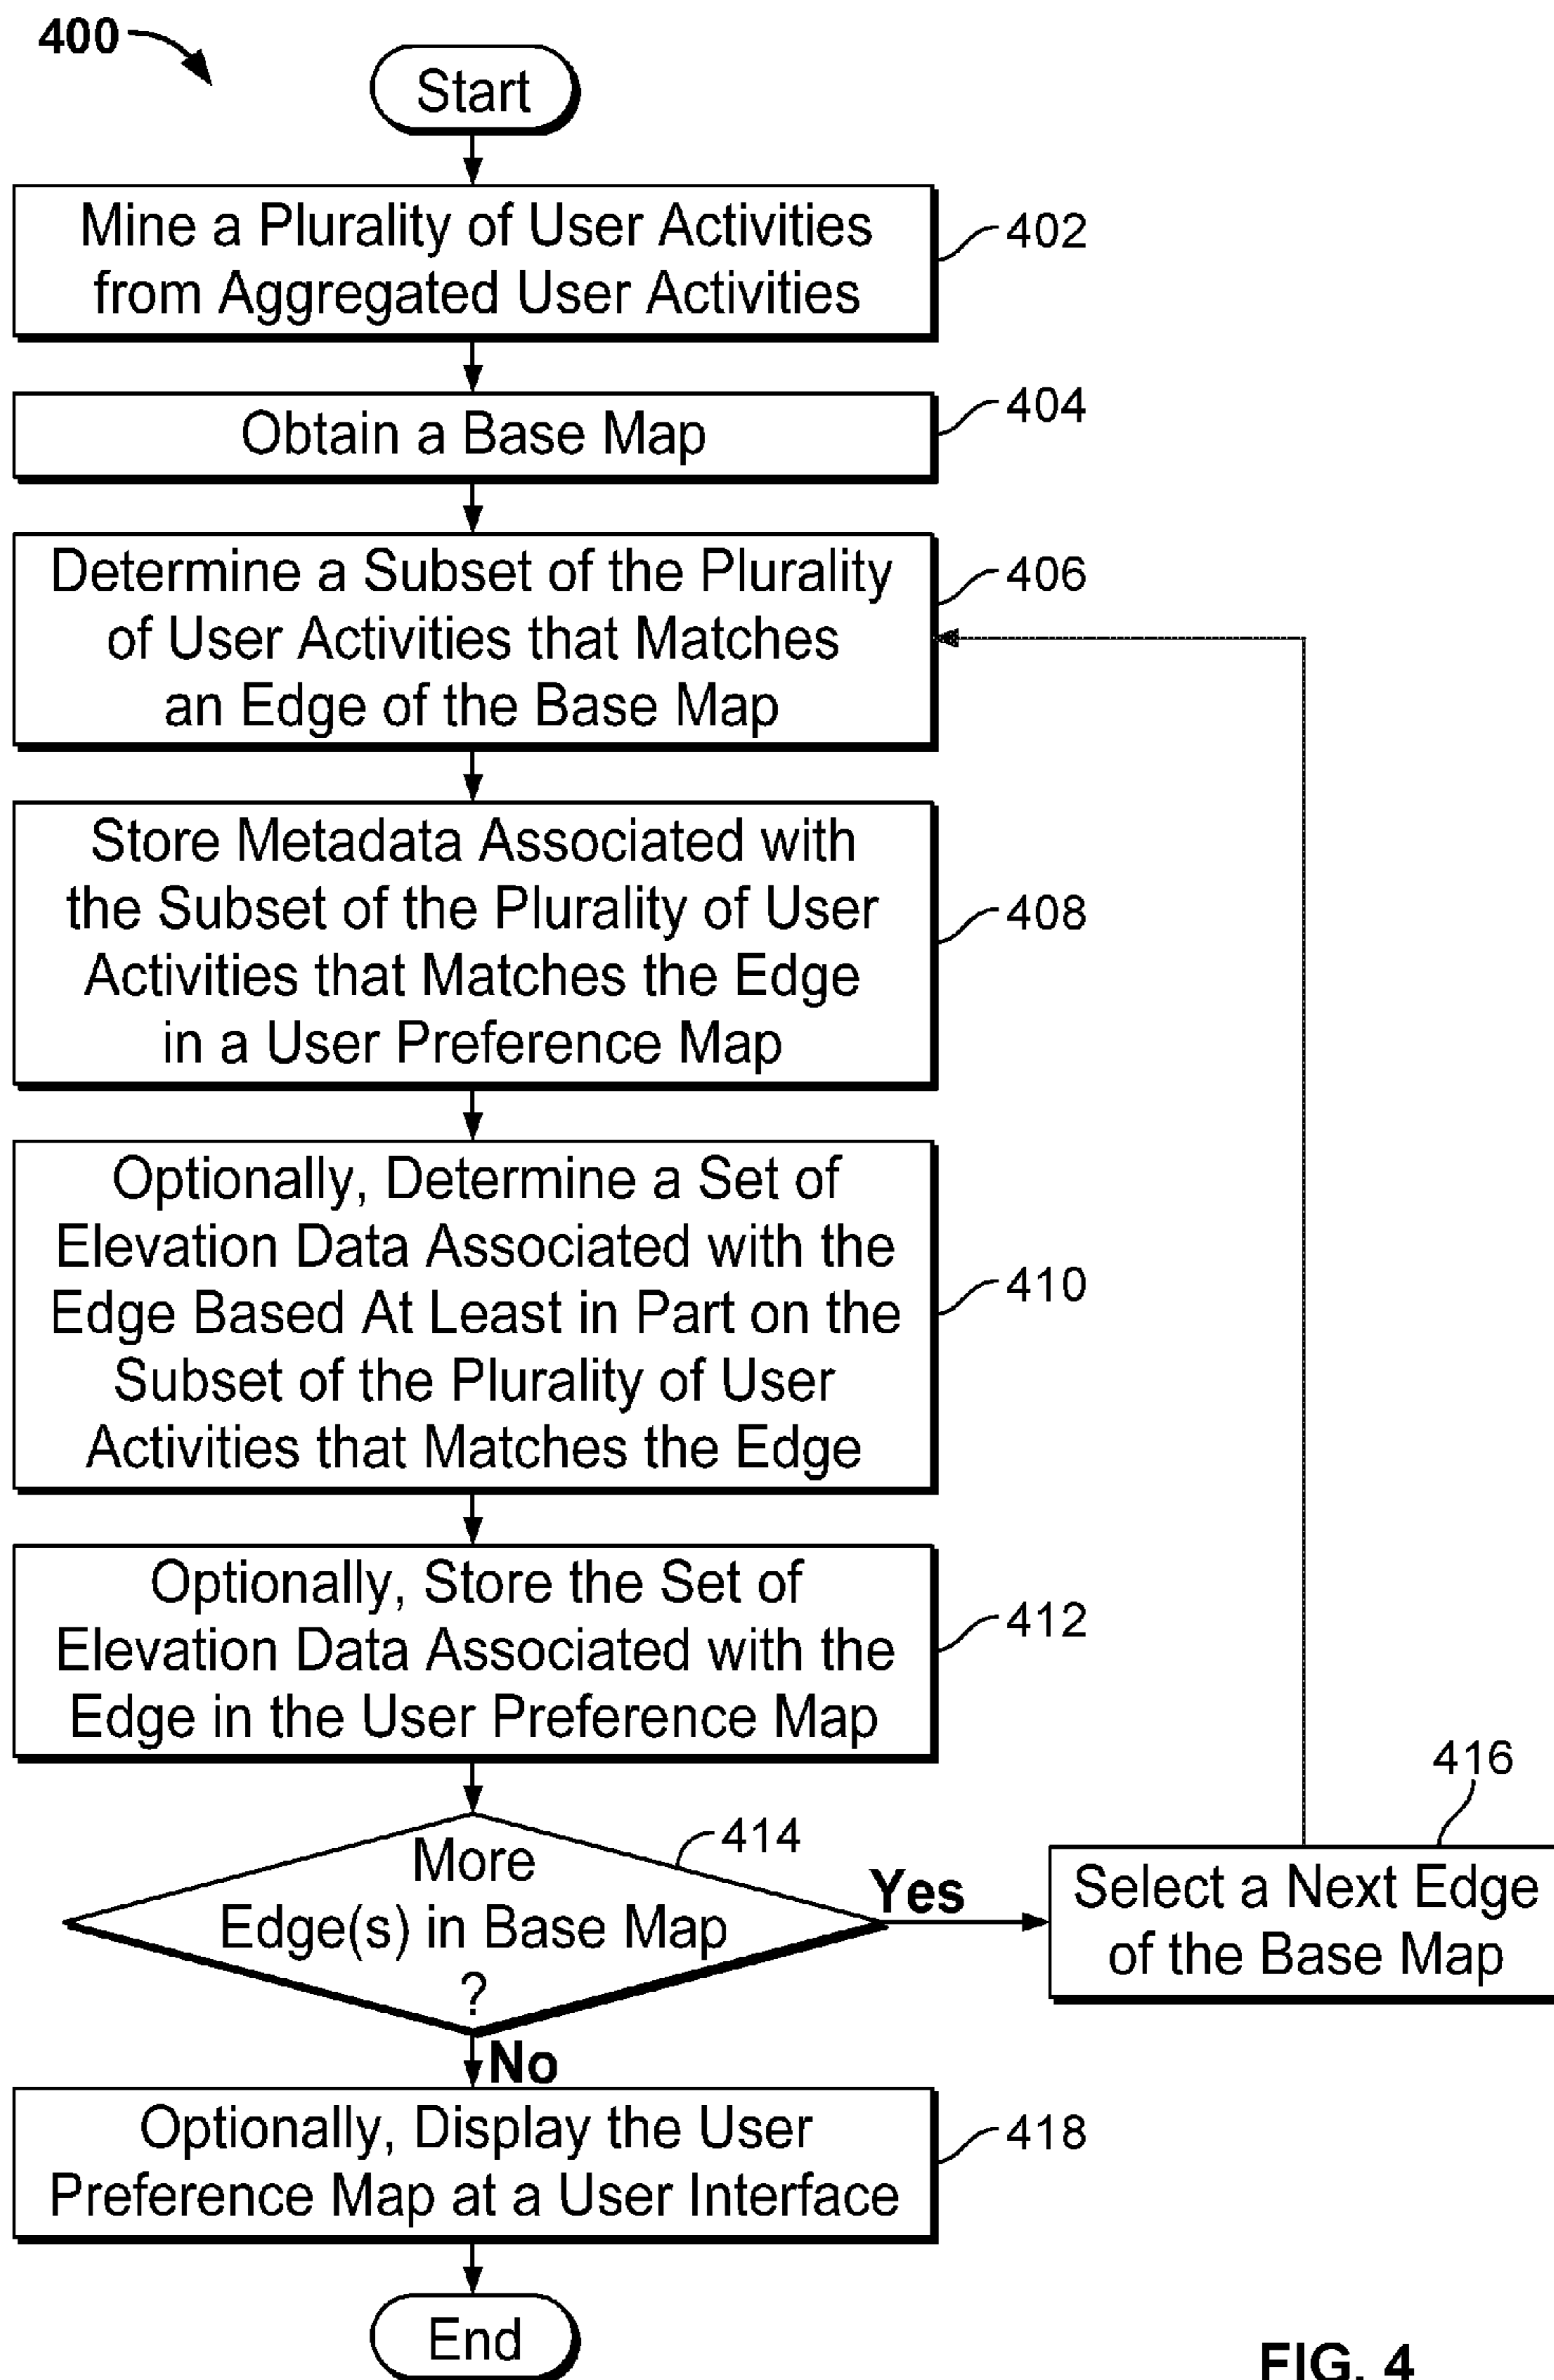 400
Start
Mine a Plurality of User Activities
from Aggregated User Activities
402
Obtain a Base Map
404
Determine a Subset of the Plurality
of User Activities that Matches
an Edge of the Base Map
406
Store Metadata Associated with
the Subset of the Plurality of User
Activities that Matches the Edge
in a User Preference Map
408
Optionally, Determine a Set of
Elevation Data Associated with the
Edge Based At Least in Part on the
Subset of the Plurality of User
Activities that Matches the Edge
410
Optionally, Store the Set of
Elevation Data Associated with the
Edge in the User Preference Map
412
More
Edge(s) in Base Map
?
414
Yes
416
Select a Next Edge
of the Base Map
No
Optionally, Display the User
Preference Map at a User Interface
418
End
FIG. 4